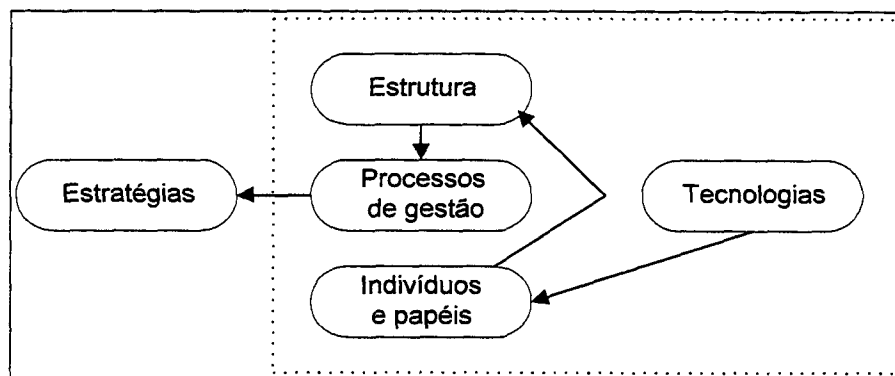 Estrutura
Estratégias
Processos
de gestão
Tecnologias
Indivíduos
e papéis